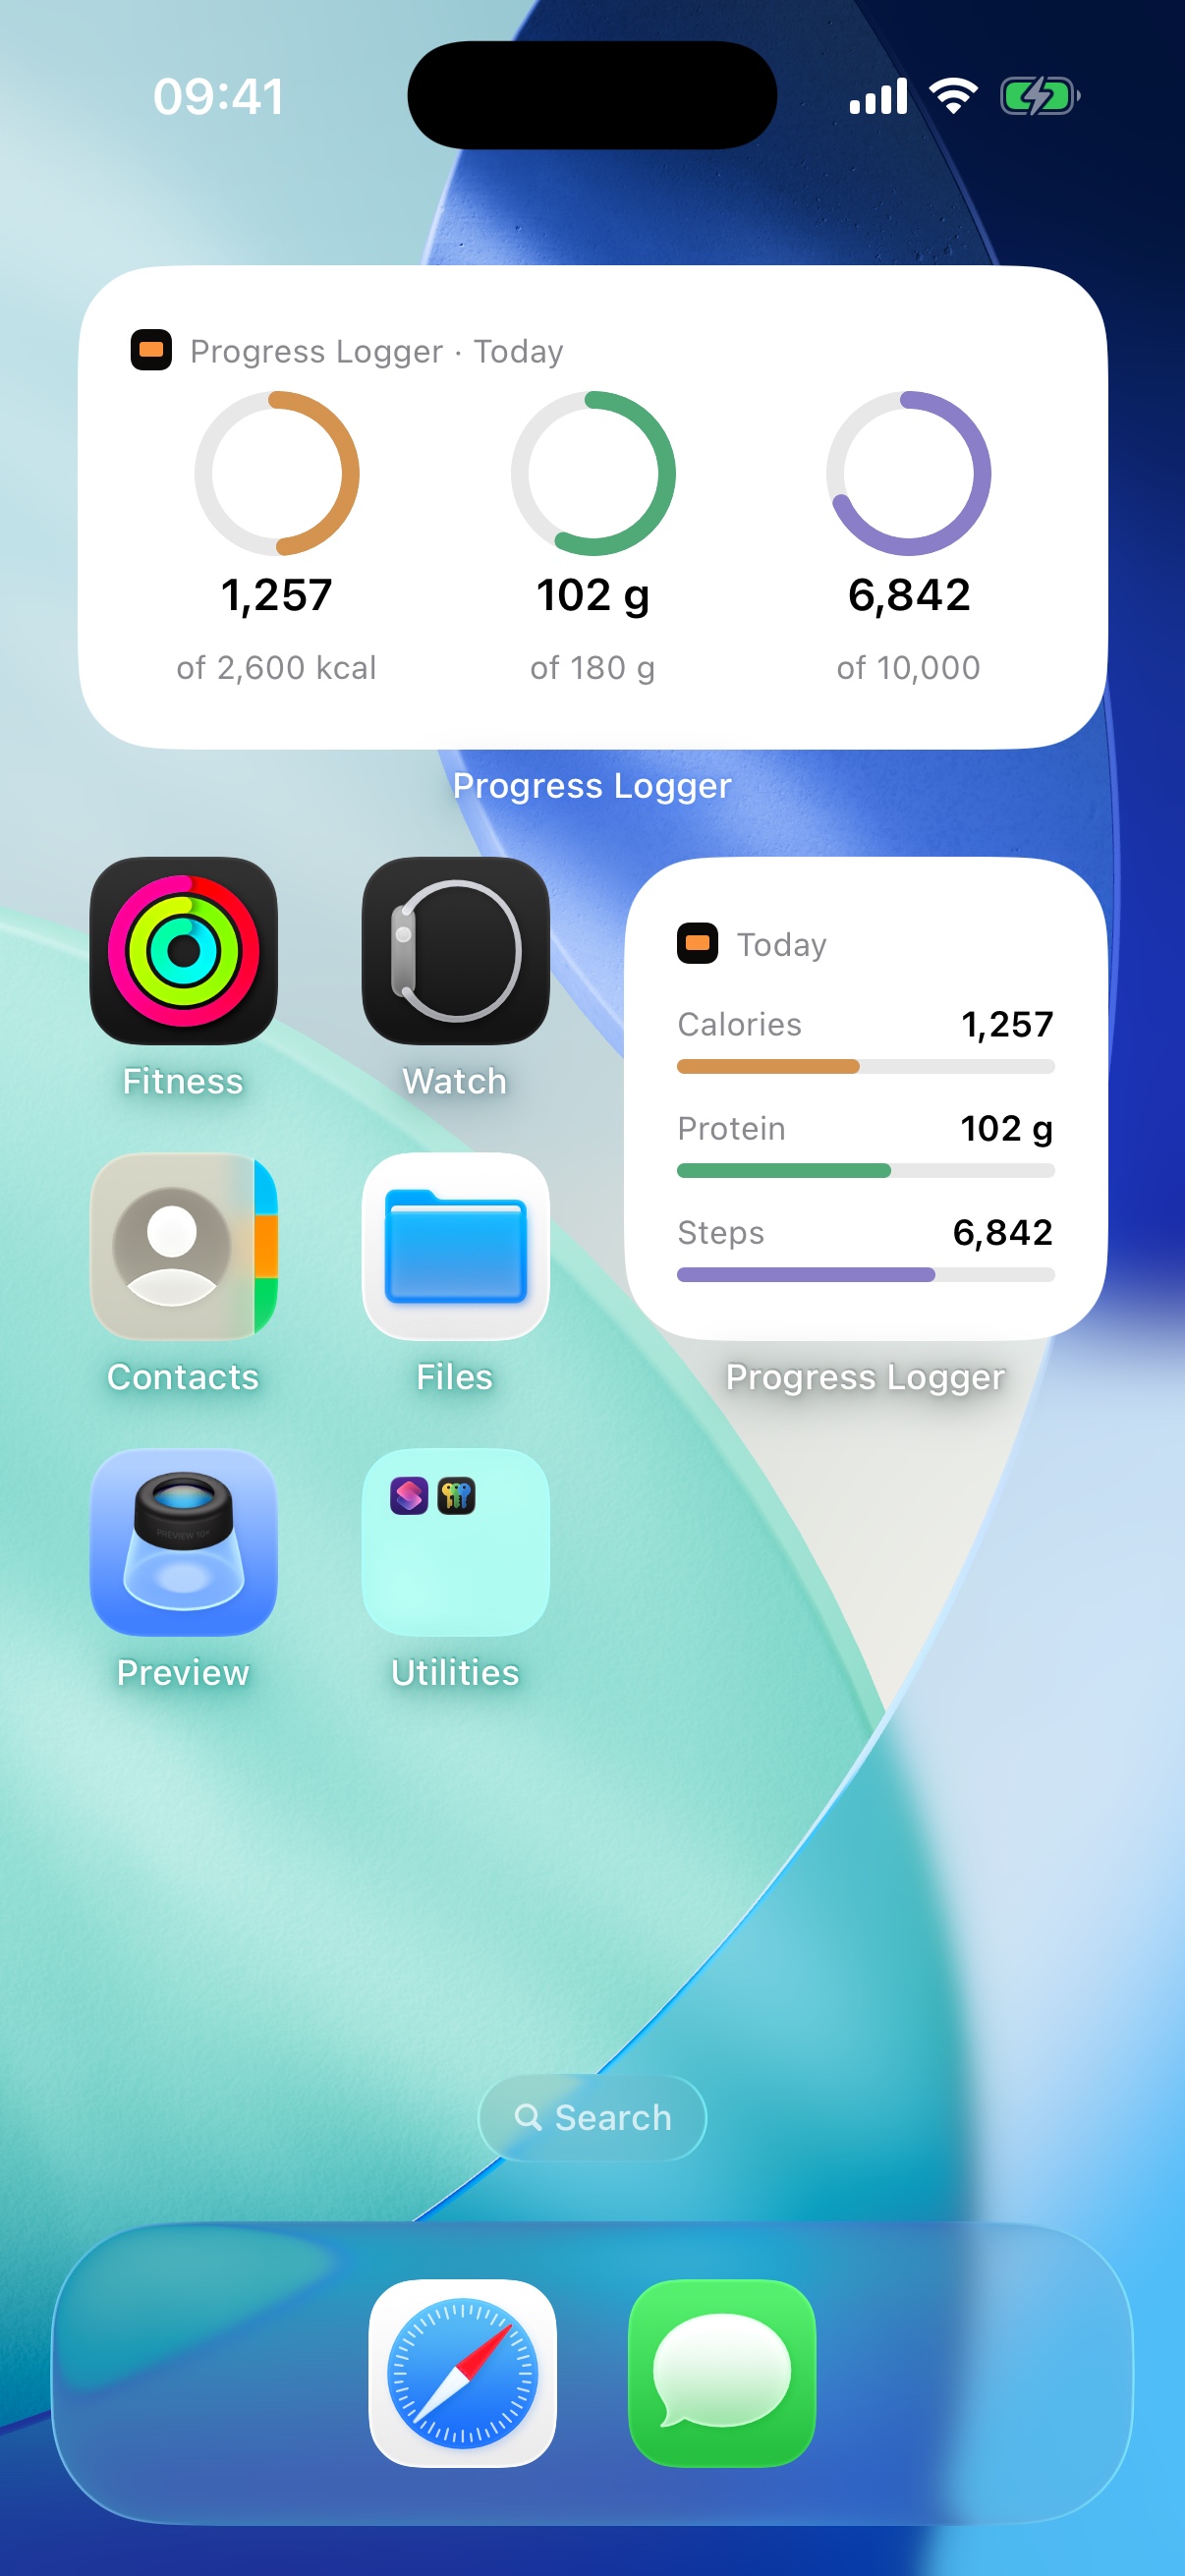 09:41
Progress Logger · Today
1,257
102 g
6,842
of 2,600 kcal
of 180 g
of 10,000
Progress Logger
Fitness
Watch
Today
Calories 1,257
Protein 102 g
Steps 6,842
Contacts
Files
Progress Logger
PREVIEW 10×
Preview
Utilities
Search